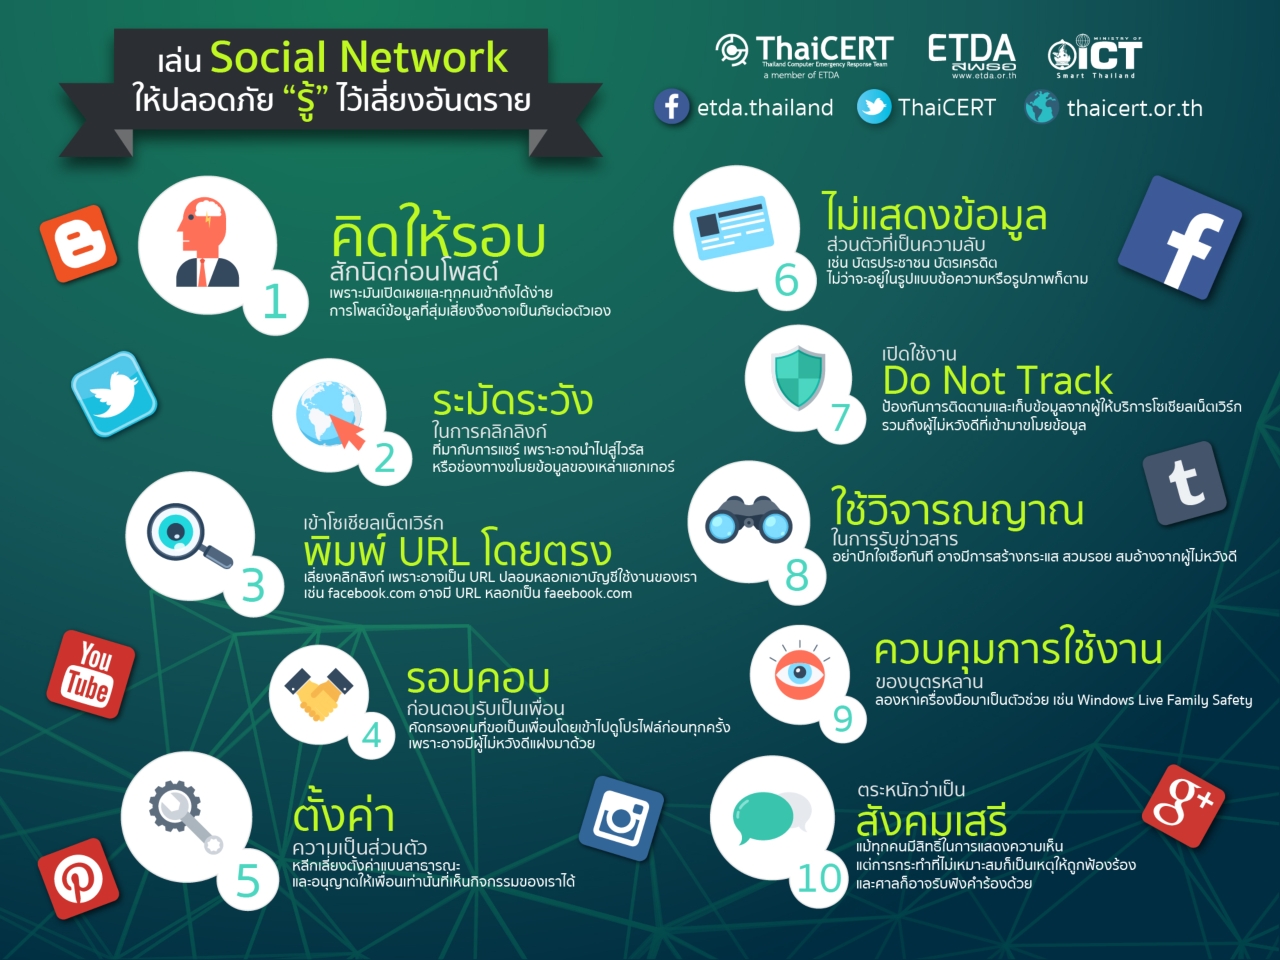 เล่น Social Network
ให้ปลอดภัย “รู้” ไว้เลี่ยงอันตราย
ThaiCERT
Thailand Computer Emergency Response Team
a member of ETDA
ETDA
สพธอ
www.etda.or.th
MINISTRY OF
ICT
Smart Thailand
f etda.thailand
ThaiCERT
thaicert.or.th
1
คิดให้รอบ
สักนิดก่อนโพสต์
เพราะมันเปิดเผยและทุกคนเข้าถึงได้ง่าย
การโพสต์ข้อมูลที่สุ่มเสี่ยงจึงอาจเป็นภัยต่อตัวเอง
2
ระมัดระวัง
ในการคลิกลิงก์
ที่มากับการแชร์ เพราะอาจนำไปสู่ไวรัส
หรือช่องทางขโมยข้อมูลของเหล่าแฮกเกอร์
3
เข้าโซเชียลเน็ตเวิร์ก
พิมพ์ URL โดยตรง
เลี่ยงคลิกลิงก์ เพราะอาจเป็น URL ปลอมหลอกเอาบัญชีใช้งานของเรา
เช่น facebook.com อาจมี URL หลอกเป็น faeebook.com
You
Tube
4
รอบคอบ
ก่อนตอบรับเป็นเพื่อน
คัดกรองคนที่ขอเป็นเพื่อนโดยเข้าไปดูโปรไฟล์ก่อนทุกครั้ง
เพราะอาจมีผู้ไม่หวังดีแฝงมาด้วย
5
ตั้งค่า
ความเป็นส่วนตัว
หลีกเลี่ยงตั้งค่าแบบสาธารณะ
และอนุญาตให้เพื่อนเท่านั้นที่เห็นกิจกรรมของเราได้
6
ไม่แสดงข้อมูล
ส่วนตัวที่เป็นความลับ
เช่น บัตรประชาชน บัตรเครดิต
ไม่ว่าจะอยู่ในรูปแบบข้อความหรือรูปภาพก็ตาม
f
7
เปิดใช้งาน
Do Not Track
ป้องกันการติดตามและเก็บข้อมูลจากผู้ให้บริการโซเชียลเน็ตเวิร์ก
รวมถึงผู้ไม่หวังดีที่เข้ามาขโมยข้อมูล
t
8
ใช้วิจารณญาณ
ในการรับข่าวสาร
อย่าปักใจเชื่อทันที อาจมีการสร้างกระแส สวมรอย สมอ้างจากผู้ไม่หวังดี
9
ควบคุมการใช้งาน
ของบุตรหลาน
ลองหาเครื่องมือมาเป็นตัวช่วย เช่น Windows Live Family Safety
10
ตระหนักว่าเป็น
สังคมเสรี
แม้ทุกคนมีสิทธิ์ในการแสดงความเห็น
แต่การกระทำที่ไม่เหมาะสมก็เป็นเหตุให้ถูกฟ้องร้อง
และศาลก็อาจรับฟังคำร้องด้วย
g+